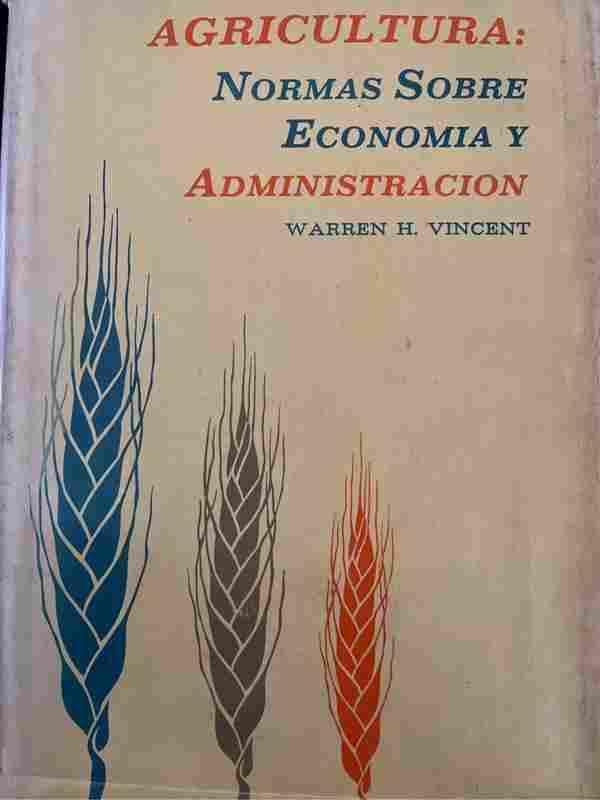 AGRICULTURA:
NORMAS SOBRE
ECONOMIA Y
ADMINISTRACION
WARREN H. VINCENT